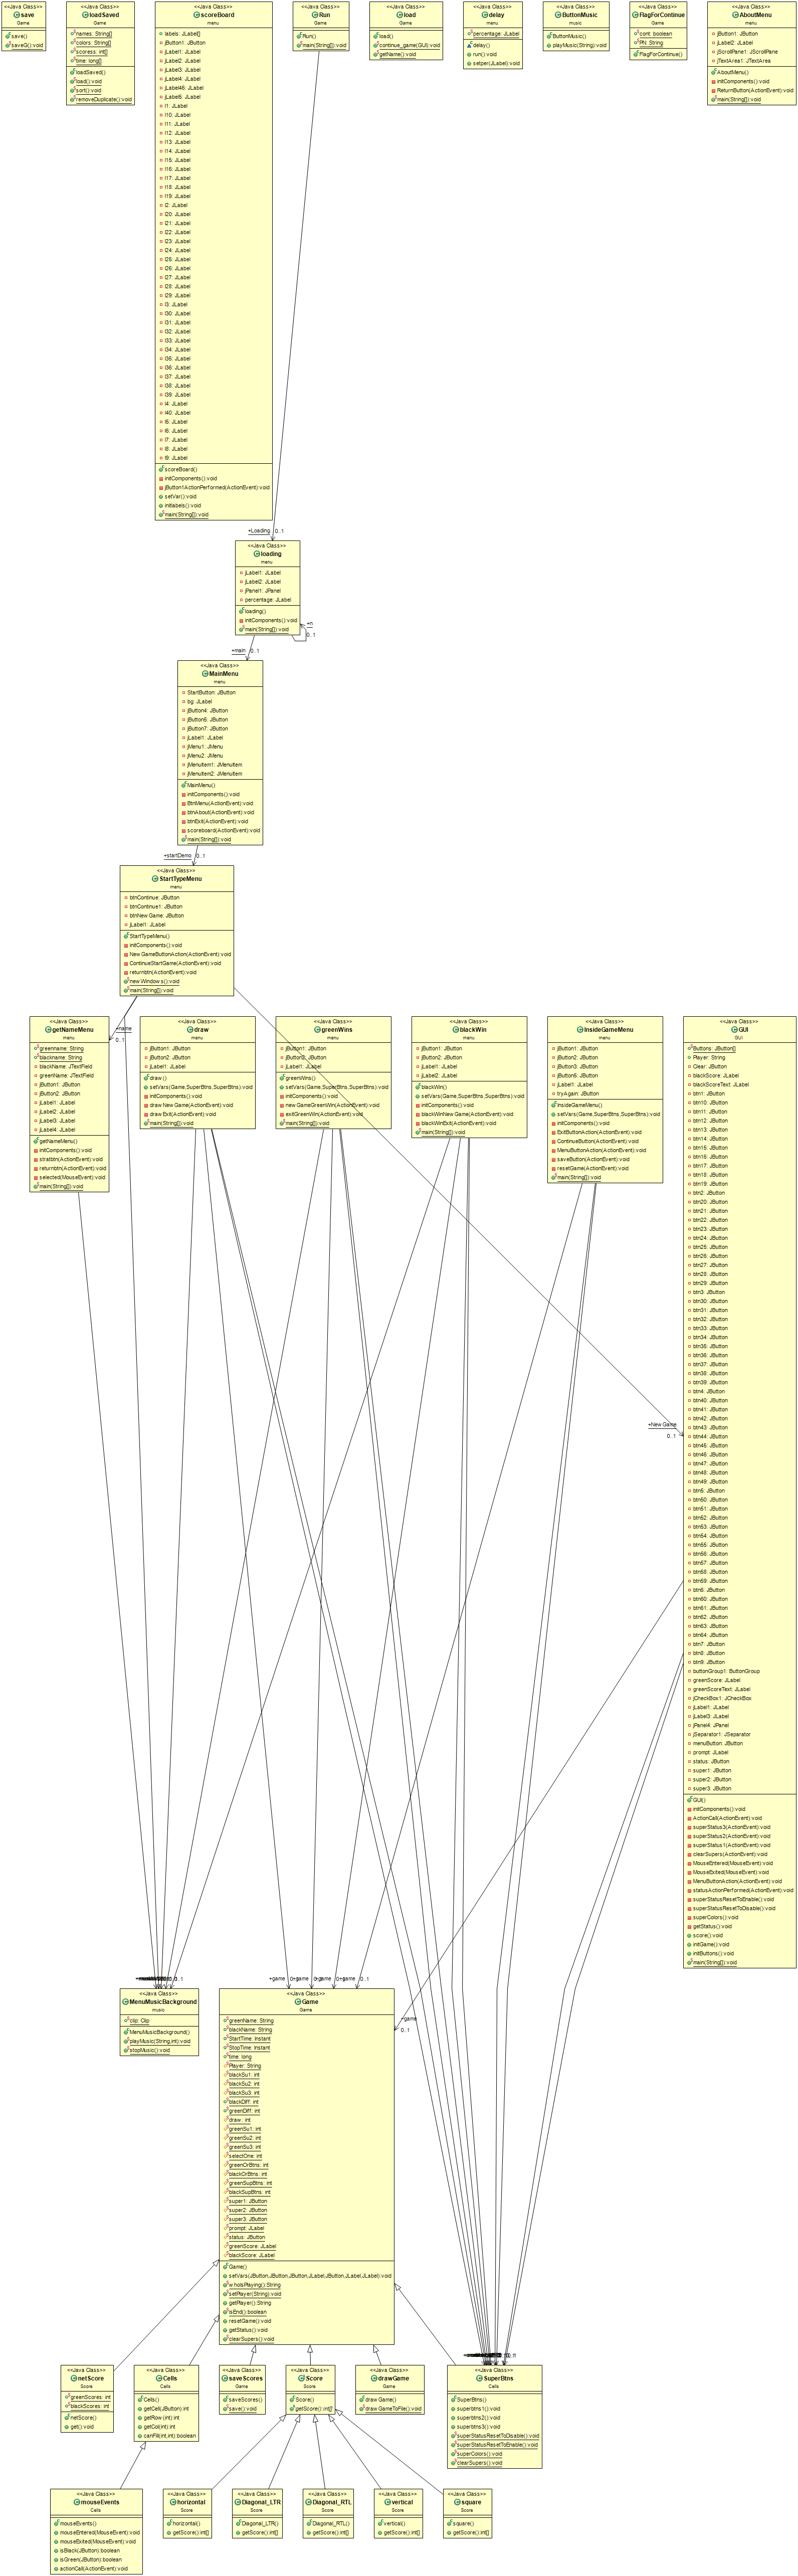 <<Java Class>>
save
Game
save()
saveG():void
<<Java Class>>
loadSaved
Game
names: String[]
colors: String[]
scoress: int[]
time: long[]
loadSaved()
load():void
sort():void
removeDuplicate():void
<<Java Class>>
scoreBoard
menu
labels: JLabel[]
jButton1: JButton
jLabel1: JLabel
jLabel2: JLabel
jLabel3: JLabel
jLabel4: JLabel
jLabel46: JLabel
jLabel5: JLabel
l1: JLabel
l10: JLabel
l11: JLabel
l12: JLabel
l13: JLabel
l14: JLabel
l15: JLabel
l16: JLabel
l17: JLabel
l18: JLabel
l19: JLabel
l2: JLabel
l20: JLabel
l21: JLabel
l22: JLabel
l23: JLabel
l24: JLabel
l25: JLabel
l26: JLabel
l27: JLabel
l28: JLabel
l29: JLabel
l3: JLabel
l30: JLabel
l31: JLabel
l32: JLabel
l33: JLabel
l34: JLabel
l35: JLabel
l36: JLabel
l37: JLabel
l38: JLabel
l39: JLabel
l4: JLabel
l40: JLabel
l5: JLabel
l6: JLabel
l7: JLabel
l8: JLabel
l9: JLabel
scoreBoard()
initComponents():void
jButton1ActionPerformed(ActionEvent):void
setVar():void
initlabels():void
main(String[]):void
<<Java Class>>
Run
Game
Run()
main(String[]):void
<<Java Class>>
load
Game
load()
continue_game(GUI):void
getName():void
<<Java Class>>
delay
menu
percentage: JLabel
delay()
run():void
setper(JLabel):void
<<Java Class>>
ButtonMusic
music
ButtonMusic()
playMusic(String):void
<<Java Class>>
FlagForContinue
Game
cont: boolean
PN: String
FlagForContinue()
<<Java Class>>
AboutMenu
menu
jButton1: JButton
jLabel2: JLabel
jScrollPane1: JScrollPane
jTextArea1: JTextArea
AboutMenu()
initComponents():void
ReturnButton(ActionEvent):void
main(String[]):void
+Loading 0..1
<<Java Class>>
loading
menu
jLabel1: JLabel
jLabel2: JLabel
jPanel1: JPanel
percentage: JLabel
loading()
initComponents():void
main(String[]):void
0..1
+main 0..1
<<Java Class>>
MainMenu
menu
StartButton: JButton
bg: JLabel
jButton4: JButton
jButton6: JButton
jButton7: JButton
jLabel1: JLabel
jMenu1: JMenu
jMenu2: JMenu
jMenuItem1: JMenuItem
jMenuItem2: JMenuItem
MainMenu()
initComponents():void
BtnMenu(ActionEvent):void
btnAbout(ActionEvent):void
btnExit(ActionEvent):void
scoreboard(ActionEvent):void
main(String[]):void
+startDemo 0..1
<<Java Class>>
StartTypeMenu
menu
btnContinue: JButton
btnContinue1: JButton
btnNewGame: JButton
jLabel1: JLabel
StartTypeMenu()
initComponents():void
NewGameButtonAction(ActionEvent):void
ContinueStartGame(ActionEvent):void
returnbtn(ActionEvent):void
newWindows():void
main(String[]):void
+name
0..1
<<Java Class>>
getNameMenu
menu
greenname: String
blackname: String
blackName: JTextField
greenName: JTextField
jButton1: JButton
jButton2: JButton
jLabel1: JLabel
jLabel2: JLabel
jLabel3: JLabel
jLabel4: JLabel
getNameMenu()
initComponents():void
stratbtn(ActionEvent):void
returnbtn(ActionEvent):void
selected(MouseEvent):void
main(String[]):void
<<Java Class>>
draw
menu
jButton1: JButton
jButton2: JButton
jLabel1: JLabel
draw()
setVars(Game,SuperBtns,SuperBtns):void
initComponents():void
drawNewGame(ActionEvent):void
drawExit(ActionEvent):void
main(String[]):void
<<Java Class>>
greenWins
menu
jButton1: JButton
jButton2: JButton
jLabel1: JLabel
greenWins()
setVars(Game,SuperBtns,SuperBtns):void
initComponents():void
newGameGreenWin(ActionEvent):void
exitGreenWin(ActionEvent):void
main(String[]):void
<<Java Class>>
blackWin
menu
jButton1: JButton
jButton2: JButton
jLabel1: JLabel
jLabel2: JLabel
blackWin()
setVars(Game,SuperBtns,SuperBtns):void
initComponents():void
blackWinNewGame(ActionEvent):void
blackWinExit(ActionEvent):void
main(String[]):void
<<Java Class>>
InsideGameMenu
menu
jButton1: JButton
jButton2: JButton
jButton3: JButton
jButton5: JButton
jLabel1: JLabel
tryAgain: JButton
InsideGameMenu()
setVars(Game,SuperBtns,SuperBtns):void
initComponents():void
ExitButtonAction(ActionEvent):void
ContinueButton(ActionEvent):void
MenuButtonAction(ActionEvent):void
saveButton(ActionEvent):void
resetGame(ActionEvent):void
main(String[]):void
+NewGame
0..1
<<Java Class>>
GUI
GUI
Buttons: JButton[]
Player: String
Clear: JButton
blackScore: JLabel
blackScoreText: JLabel
btn1: JButton
btn10: JButton
btn11: JButton
btn12: JButton
btn13: JButton
btn14: JButton
btn15: JButton
btn16: JButton
btn17: JButton
btn18: JButton
btn19: JButton
btn2: JButton
btn20: JButton
btn21: JButton
btn22: JButton
btn23: JButton
btn24: JButton
btn25: JButton
btn26: JButton
btn27: JButton
btn28: JButton
btn29: JButton
btn3: JButton
btn30: JButton
btn31: JButton
btn32: JButton
btn33: JButton
btn34: JButton
btn35: JButton
btn36: JButton
btn37: JButton
btn38: JButton
btn39: JButton
btn4: JButton
btn40: JButton
btn41: JButton
btn42: JButton
btn43: JButton
btn44: JButton
btn45: JButton
btn46: JButton
btn47: JButton
btn48: JButton
btn49: JButton
btn5: JButton
btn50: JButton
btn51: JButton
btn52: JButton
btn53: JButton
btn54: JButton
btn55: JButton
btn56: JButton
btn57: JButton
btn58: JButton
btn59: JButton
btn6: JButton
btn60: JButton
btn61: JButton
btn62: JButton
btn63: JButton
btn64: JButton
btn7: JButton
btn8: JButton
btn9: JButton
buttonGroup1: ButtonGroup
greenScore: JLabel
greenScoreText: JLabel
jCheckBox1: JCheckBox
jLabel1: JLabel
jLabel3: JLabel
jPanel4: JPanel
jSeparator1: JSeparator
menuButton: JButton
prompt: JLabel
status: JButton
super1: JButton
super2: JButton
super3: JButton
GUI()
initComponents():void
ActionCall(ActionEvent):void
superStatus3(ActionEvent):void
superStatus2(ActionEvent):void
superStatus1(ActionEvent):void
clearSupers(ActionEvent):void
MouseEntered(MouseEvent):void
MouseExited(MouseEvent):void
MenuButtonAction(ActionEvent):void
statusActionPerformed(ActionEvent):void
superStatusResetToEnable():void
superStatusResetToDisable():void
superColors():void
getStatus():void
score():void
initGame():void
initButtons():void
main(String[]):void
<<Java Class>>
MenuMusicBackground
music
clip: Clip
MenuMusicBackground()
playMusic(String,int):void
stopMusic():void
+game
+game 0..1
+game
0..1
<<Java Class>>
Game
Game
greenName: String
blackName: String
StartTime: Instant
StopTime: Instant
time: long
Player: String
blackSu1: int
blackSu2: int
blackSu3: int
blackDiff: int
greenDiff: int
draw: int
greenSu1: int
greenSu2: int
greenSu3: int
selectOne: int
greenOrBtns: int
blackOrBtns: int
greenSupBtns: int
blackSupBtns: int
super1: JButton
super2: JButton
super3: JButton
prompt: JLabel
status: JButton
greenScore: JLabel
blackScore: JLabel
Game()
setVars(JButton,JButton,JButton,JLabel,JButton,JLabel,JLabel):void
whoIsPlaying():String
setPlayer(String):void
getPlayer():String
isEnd():boolean
resetGame():void
getStatus():void
clearSupers():void
<<Java Class>>
netScore
Score
greenScores: int
blackScores: int
netScore()
get():void
<<Java Class>>
Cells
Cells
Cells()
getCell(JButton):int
getRow(int):int
getCol(int):int
canFill(int,int):boolean
<<Java Class>>
saveScores
Game
saveScores()
save():void
<<Java Class>>
Score
Score
Score()
getScore():int[]
<<Java Class>>
drawGame
Game
drawGame()
drawGameToFile():void
<<Java Class>>
SuperBtns
Cells
SuperBtns()
superbtns1():void
superbtns2():void
superbtns3():void
superStatusResetToDisable():void
superStatusResetToEnable():void
superColors():void
clearSupers():void
<<Java Class>>
mouseEvents
Cells
mouseEvents()
mouseEntered(MouseEvent):void
mouseExited(MouseEvent):void
isBlack(JButton):boolean
isGreen(JButton):boolean
actionCall(ActionEvent):void
<<Java Class>>
horizontal
Score
horizontal()
getScore():int[]
<<Java Class>>
Diagonal_LTR
Score
Diagonal_LTR()
getScore():int[]
<<Java Class>>
Diagonal_RTL
Score
Diagonal_RTL()
getScore():int[]
<<Java Class>>
vertical
Score
vertical()
getScore():int[]
<<Java Class>>
square
Score
square()
getScore():int[]